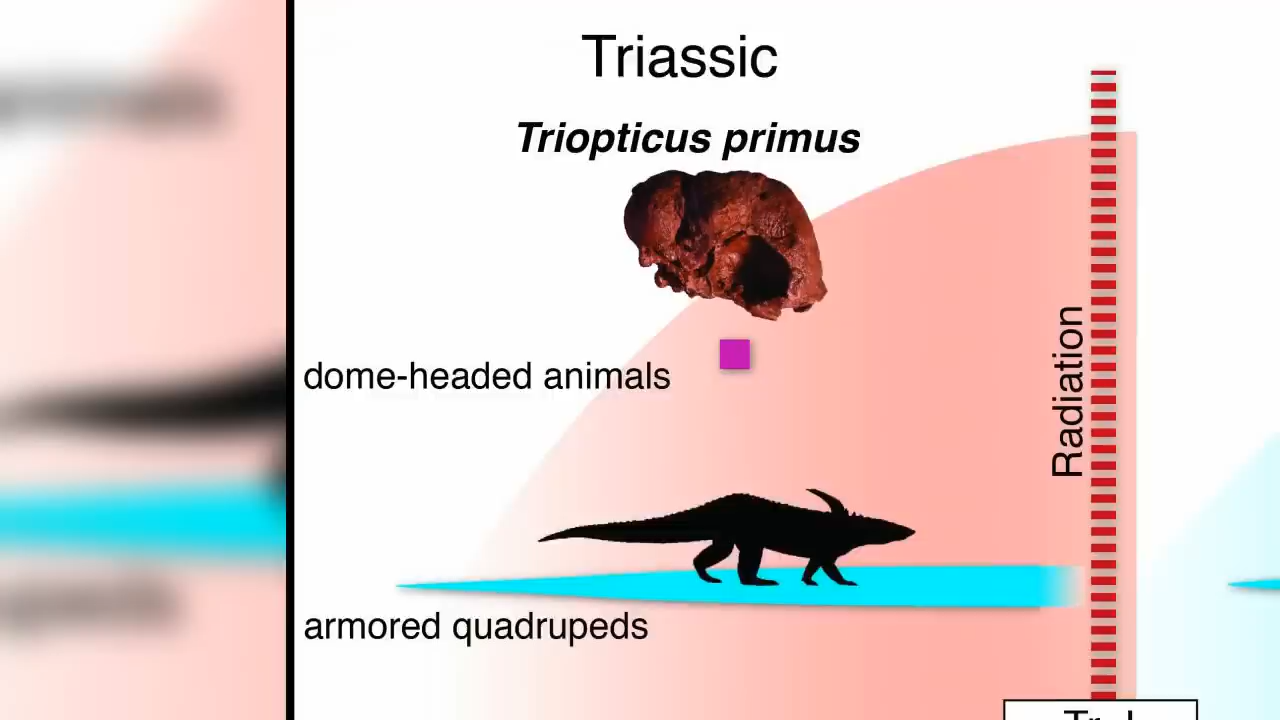 Triassic
Triopticus primus
dome-headed animals
Radiation
armored quadrupeds